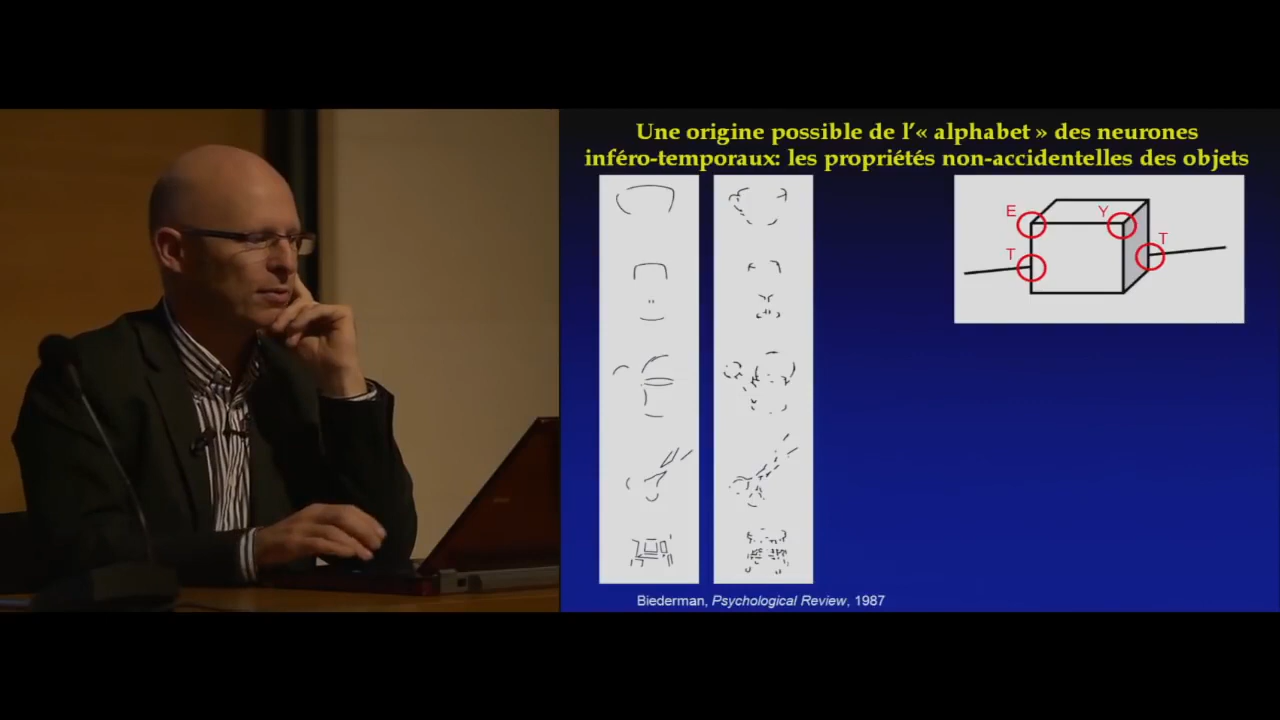 Une origine possible de l'« alphabet » des neurones
inféro-temporaux: les propriétés non-accidentelles des objets
E
Y
T
T
Biederman, Psychological Review, 1987